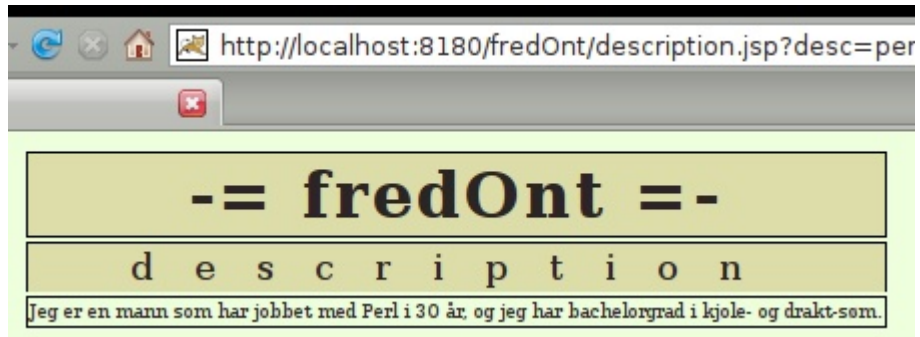 http://localhost:8180/fredOnt/description.jsp?desc=per
-= fredOnt =-
description
Jeg er en mann som har jobbet med Perl i 30 år, og jeg har bachelorgrad i kjole- og drakt-søm.